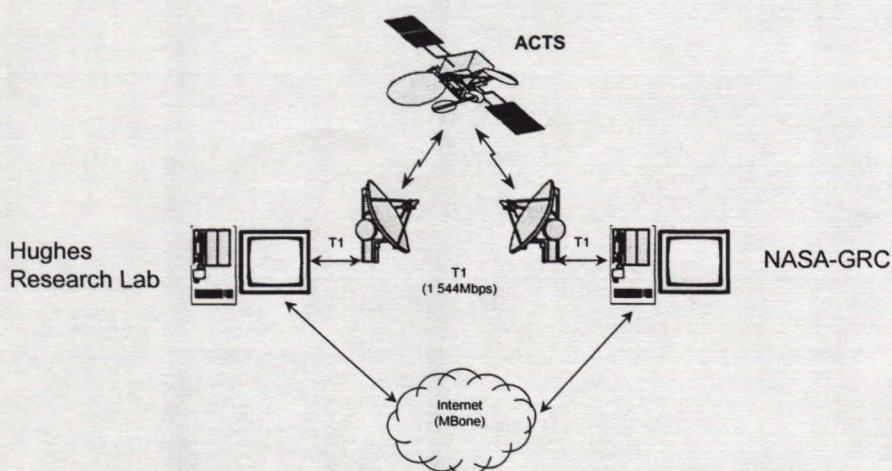 ACTS
Hughes
Research Lab
T1
T1
T1
(1 544Mbps)
NASA-GRC
Internet
(MBone)